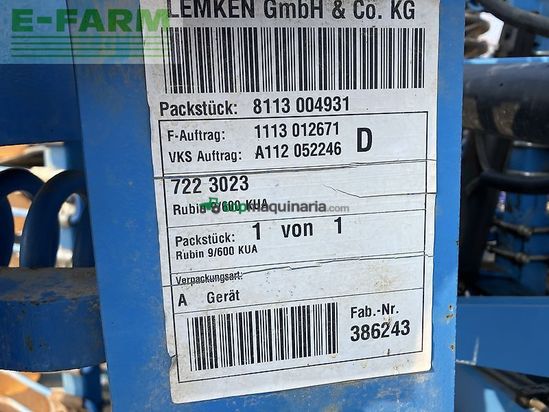 E-FARM
LEMKEN GmbH & Co. KG
Packstück: 8113 004931
F-Auftrag: 1113 012671
VKS Auftrag: A112 052246 D
722 3023
Rubin 9/600 KUA
topmaquinaria.com
Packstück: 1 von 1
Rubin 9/600 KUA
Verpackungsart:
A Gerät
Fab.-Nr.
386243